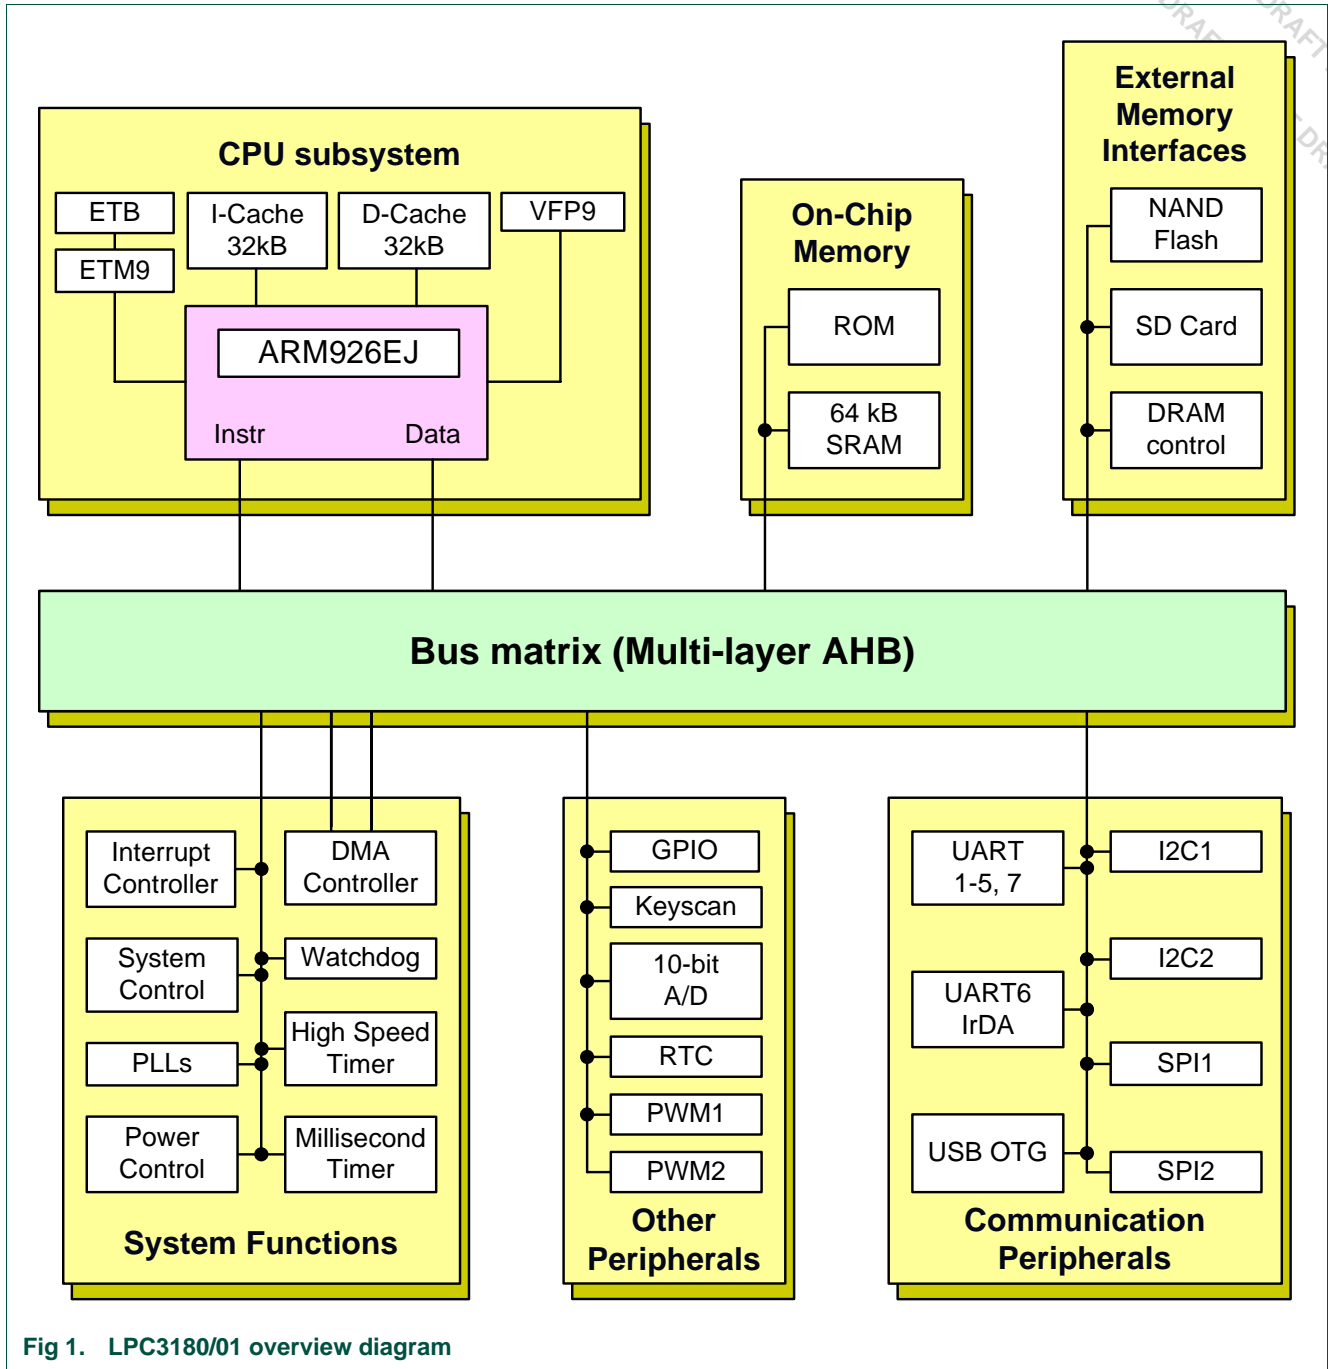 DRAFT
DRAFT
DRA
External
Memory
Interfaces
NAND
Flash
SD Card
DRAM
control
CPU subsystem
ETB
ETM9
I-Cache
32kB
D-Cache
32kB
VFP9
ARM926EJ
Instr
Data
On-Chip
Memory
ROM
64 kB
SRAM
Bus matrix (Multi-layer AHB)
Interrupt
Controller
DMA
Controller
System
Control
Watchdog
PLLs
High Speed
Timer
Power
Control
Millisecond
Timer
System Functions
GPIO
Keyscan
10-bit
A/D
RTC
PWM1
PWM2
Other
Peripherals
UART
1-5, 7
I2C1
I2C2
UART6
IrDA
SPI1
USB OTG
SPI2
Communication
Peripherals
Fig 1. LPC3180/01 overview diagram